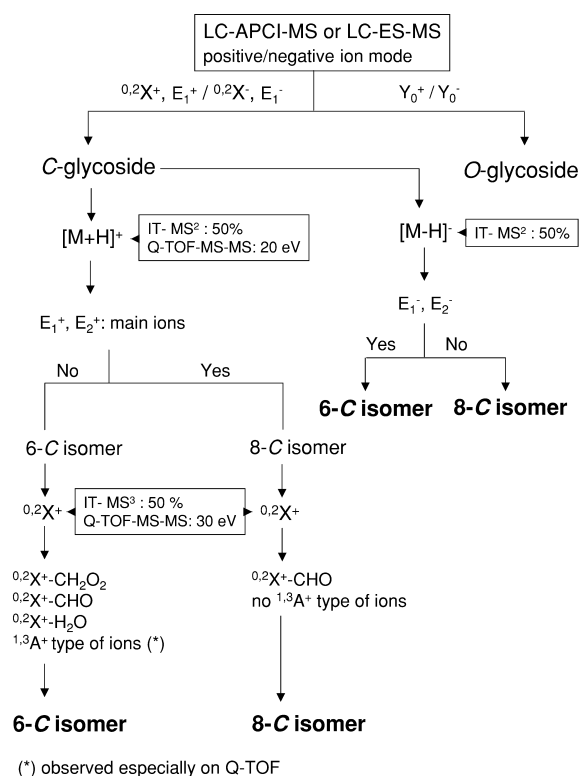 LC-APCI-MS or LC-ES-MS
positive/negative ion mode
⁰,²X⁺, E₁⁺ / ⁰,²X⁻, E₁⁻
Y₀⁺ / Y₀⁻
C-glycoside
O-glycoside
[M+H]⁺
IT- MS² : 50%
Q-TOF-MS-MS: 20 eV
[M-H]⁻
IT- MS² : 50%
E₁⁺, E₂⁺: main ions
E₁⁻, E₂⁻
Yes
No
6-C isomer
8-C isomer
No
Yes
6-C isomer
8-C isomer
⁰,²X⁺
IT- MS³ : 50 %
Q-TOF-MS-MS: 30 eV
⁰,²X⁺
⁰,²X⁺-CH₂O₂
⁰,²X⁺-CHO
⁰,²X⁺-H₂O
¹,³A⁺ type of ions (*)
⁰,²X⁺-CHO
no ¹,³A⁺ type of ions
6-C isomer
8-C isomer
(*) observed especially on Q-TOF